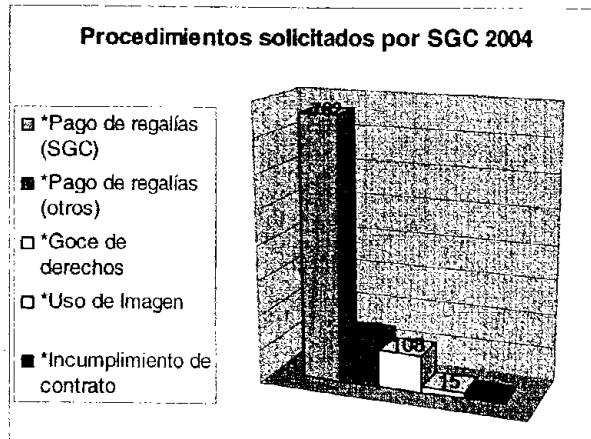 Procedimientos solicitados por SGC 2004
*Pago de regalías
(SGC)
*Pago de regalías
(otros)
*Goce de
derechos
*Uso de Imagen
*Incumplimiento de
contrato
108
15